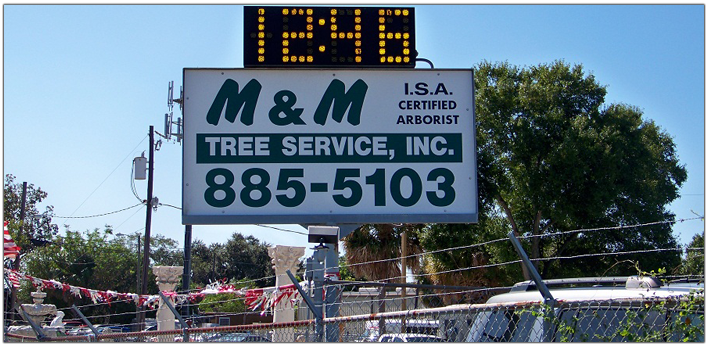 12:46
M & M
I.S.A.
CERTIFIED
ARBORIST
TREE SERVICE, INC.
885-5103